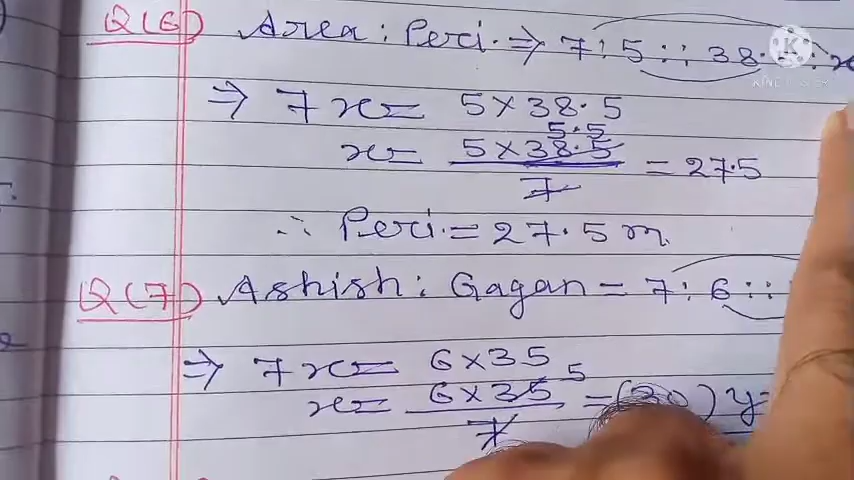 Q(6) Area : Peri. ⇒ 7 : 5 :: 38. : x
⇒ 7x = 5×38.5
5.5
x = 5×38.5 / 7 = 27.5
∴ Peri. = 27.5 m.
Q(7) Ashish : Gagan = 7 : 6 ::
⇒ 7x = 6×35
5
x = 6×35 / 7 = (30) y